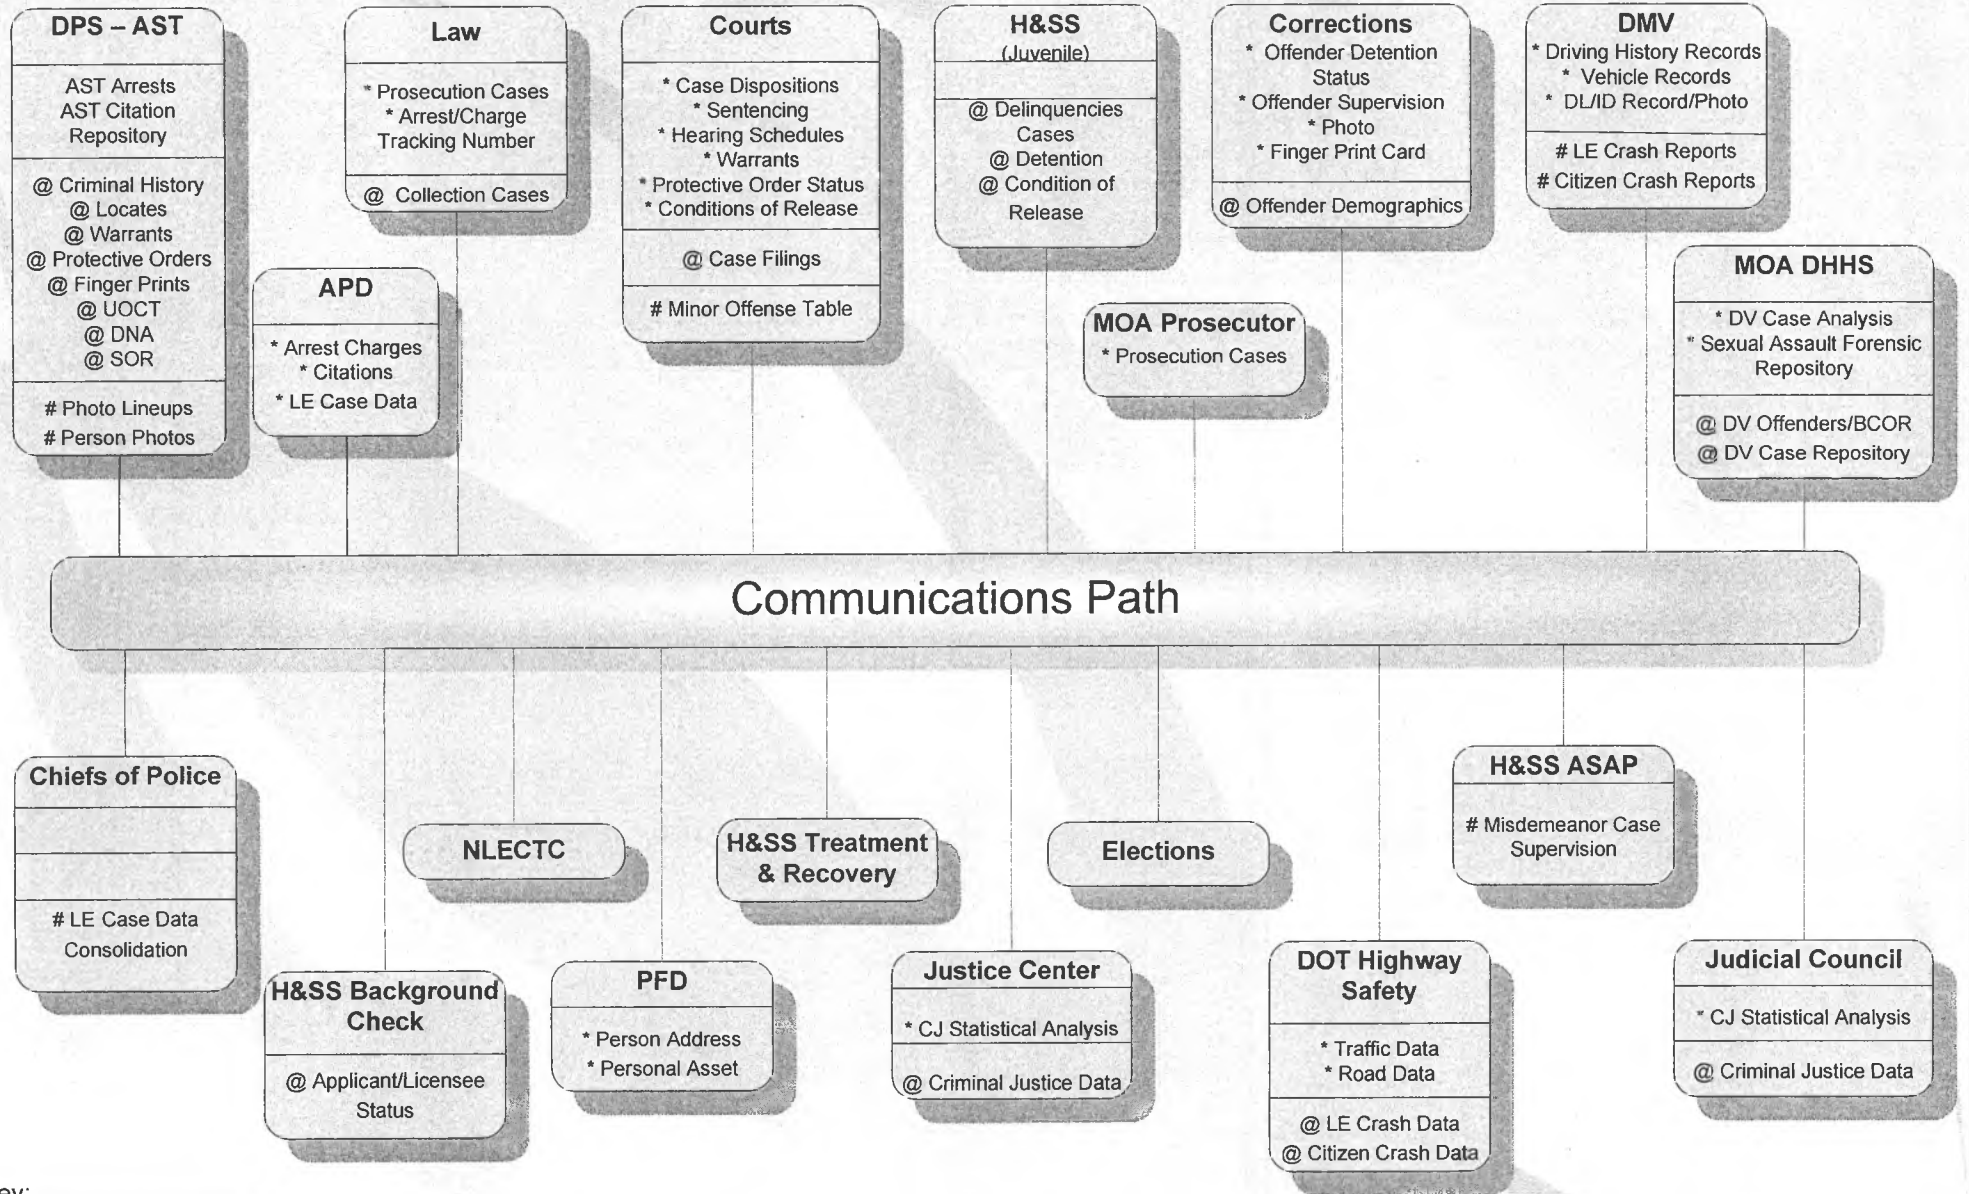 DPS – AST
AST Arrests
AST Citation
Repository
@ Criminal History
@ Locates
@ Warrants
@ Protective Orders
@ Finger Prints
@ UOCT
@ DNA
@ SOR
# Photo Lineups
# Person Photos
APD
* Arrest Charges
* Citations
* LE Case Data
Law
* Prosecution Cases
* Arrest/Charge
Tracking Number
@ Collection Cases
Courts
* Case Dispositions
* Sentencing
* Hearing Schedules
* Warrants
* Protective Order Status
* Conditions of Release
@ Case Filings
# Minor Offense Table
H&SS
(Juvenile)
@ Delinquencies
Cases
@ Detention
@ Condition of
Release
MOA Prosecutor
* Prosecution Cases
Corrections
* Offender Detention
Status
* Offender Supervision
* Photo
* Finger Print Card
@ Offender Demographics
DMV
* Driving History Records
* Vehicle Records
* DL/ID Record/Photo
# LE Crash Reports
# Citizen Crash Reports
MOA DHHS
* DV Case Analysis
* Sexual Assault Forensic
Repository
@ DV Offenders/BCOR
@ DV Case Repository
Communications Path
Chiefs of Police
# LE Case Data
Consolidation
H&SS Background
Check
@ Applicant/Licensee
Status
NLECTC
PFD
* Person Address
* Personal Asset
H&SS Treatment
& Recovery
Justice Center
* CJ Statistical Analysis
@ Criminal Justice Data
Elections
DOT Highway
Safety
* Traffic Data
* Road Data
@ LE Crash Data
@ Citizen Crash Data
H&SS ASAP
# Misdemeanor Case
Supervision
Judicial Council
* CJ Statistical Analysis
@ Criminal Justice Data